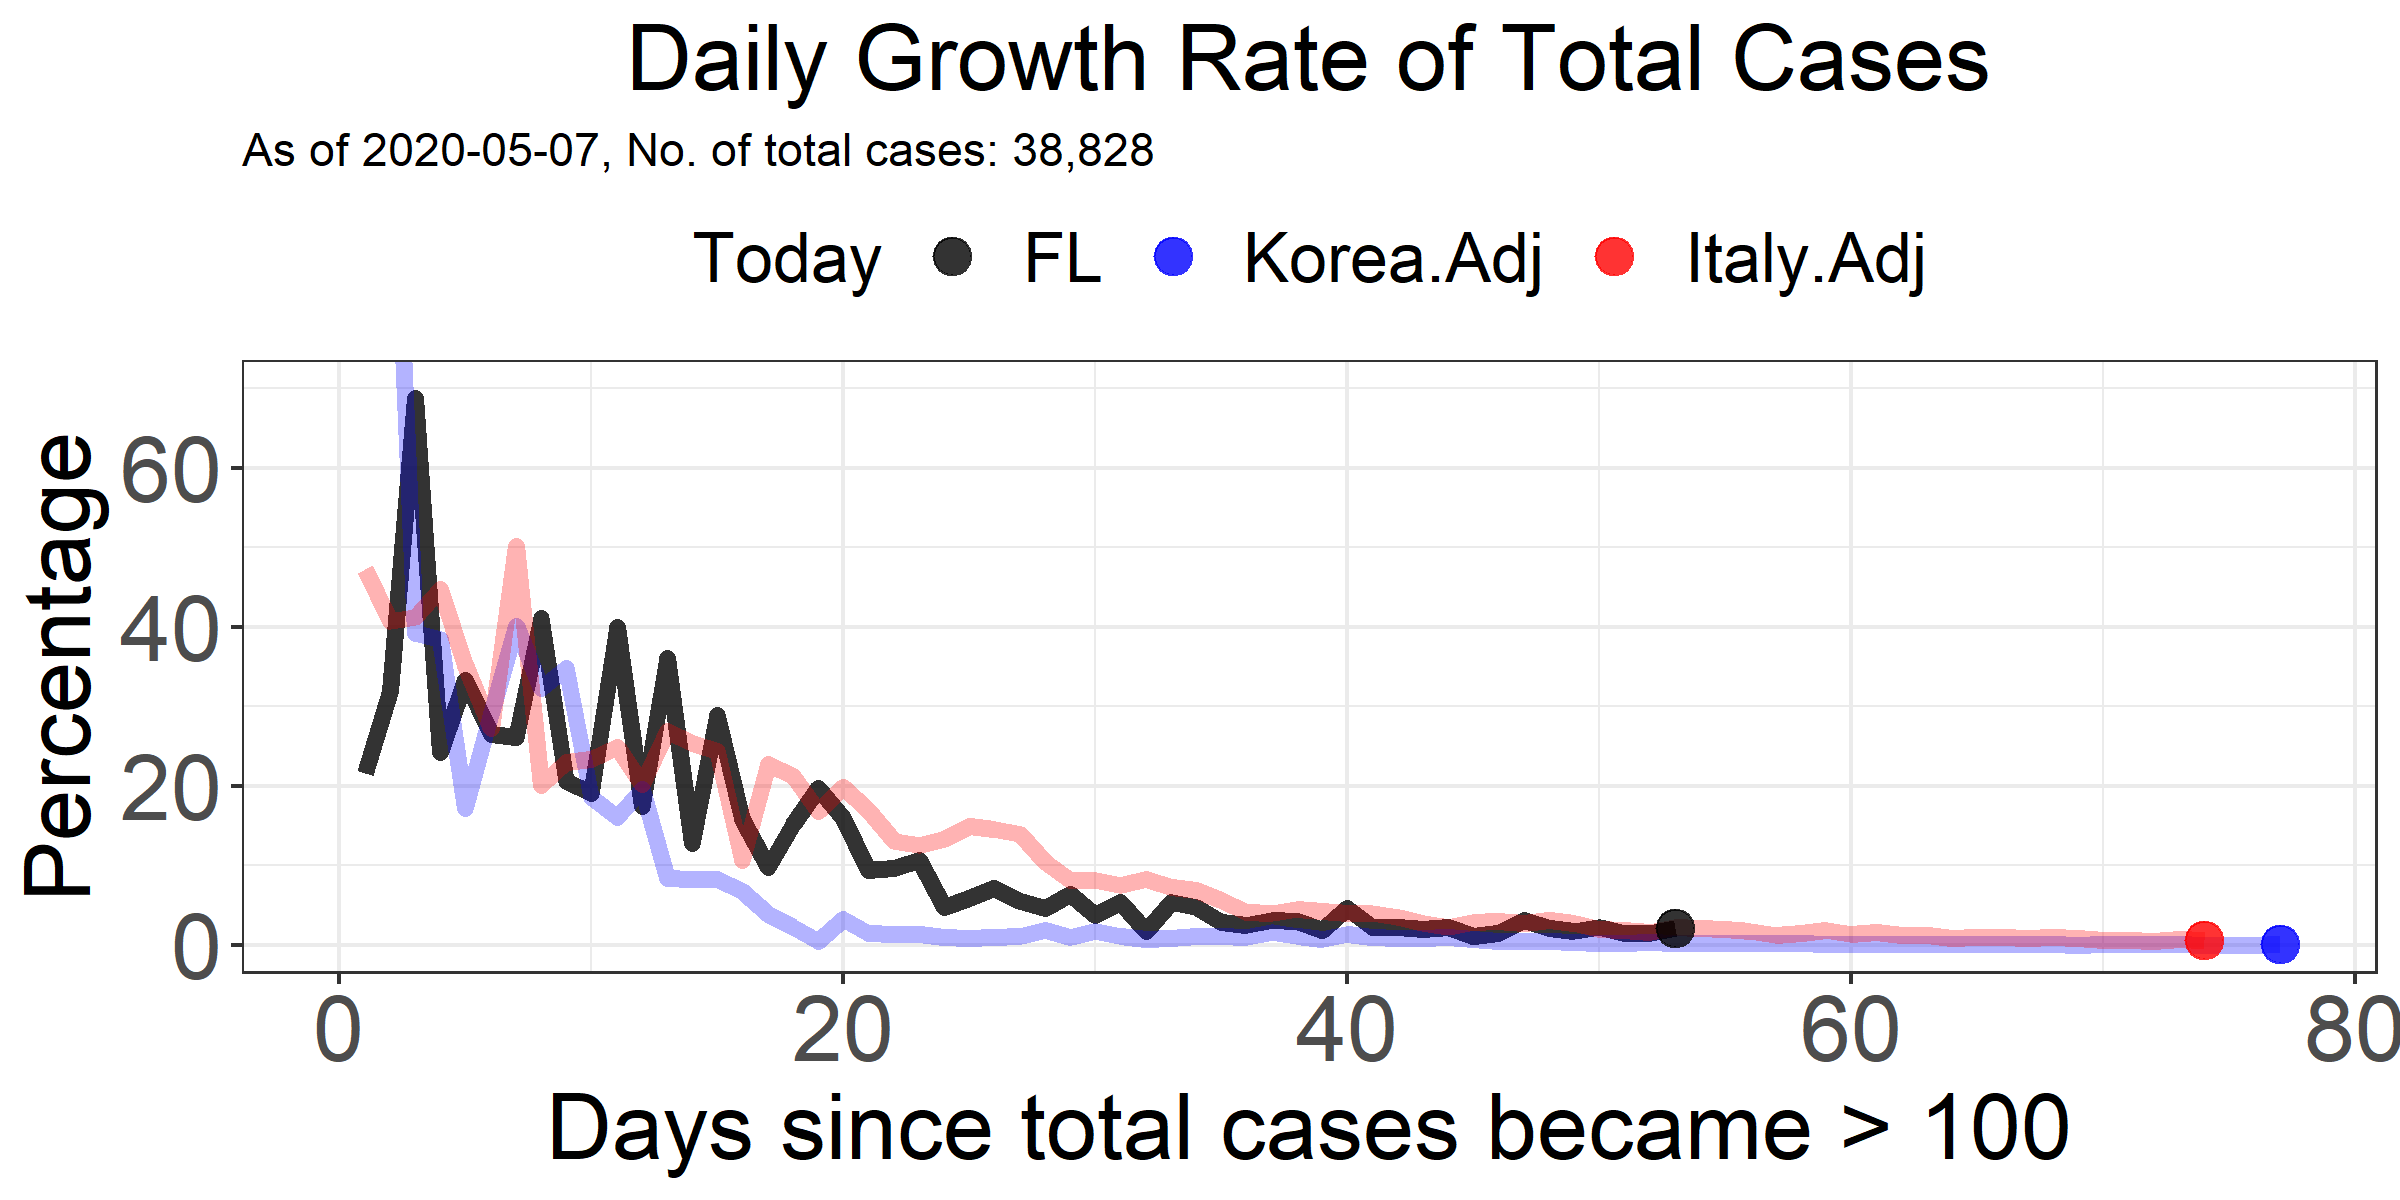 Daily Growth Rate of Total Cases
As of 2020-05-07, No. of total cases: 38,828
Today FL Korea.Adj Italy.Adj
Percentage
60
40
20
0
0 20 40 60 80
Days since total cases became > 100